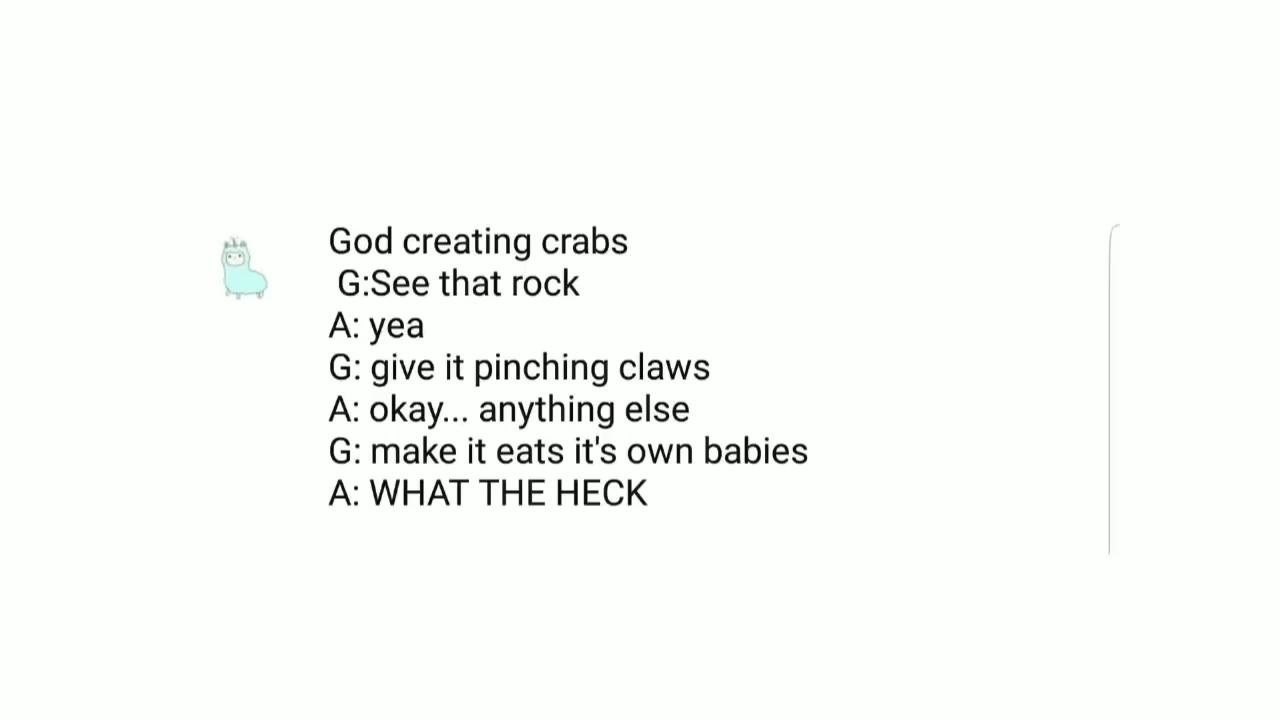 God creating crabs
G:See that rock
A: yea
G: give it pinching claws
A: okay... anything else
G: make it eats it's own babies
A: WHAT THE HECK